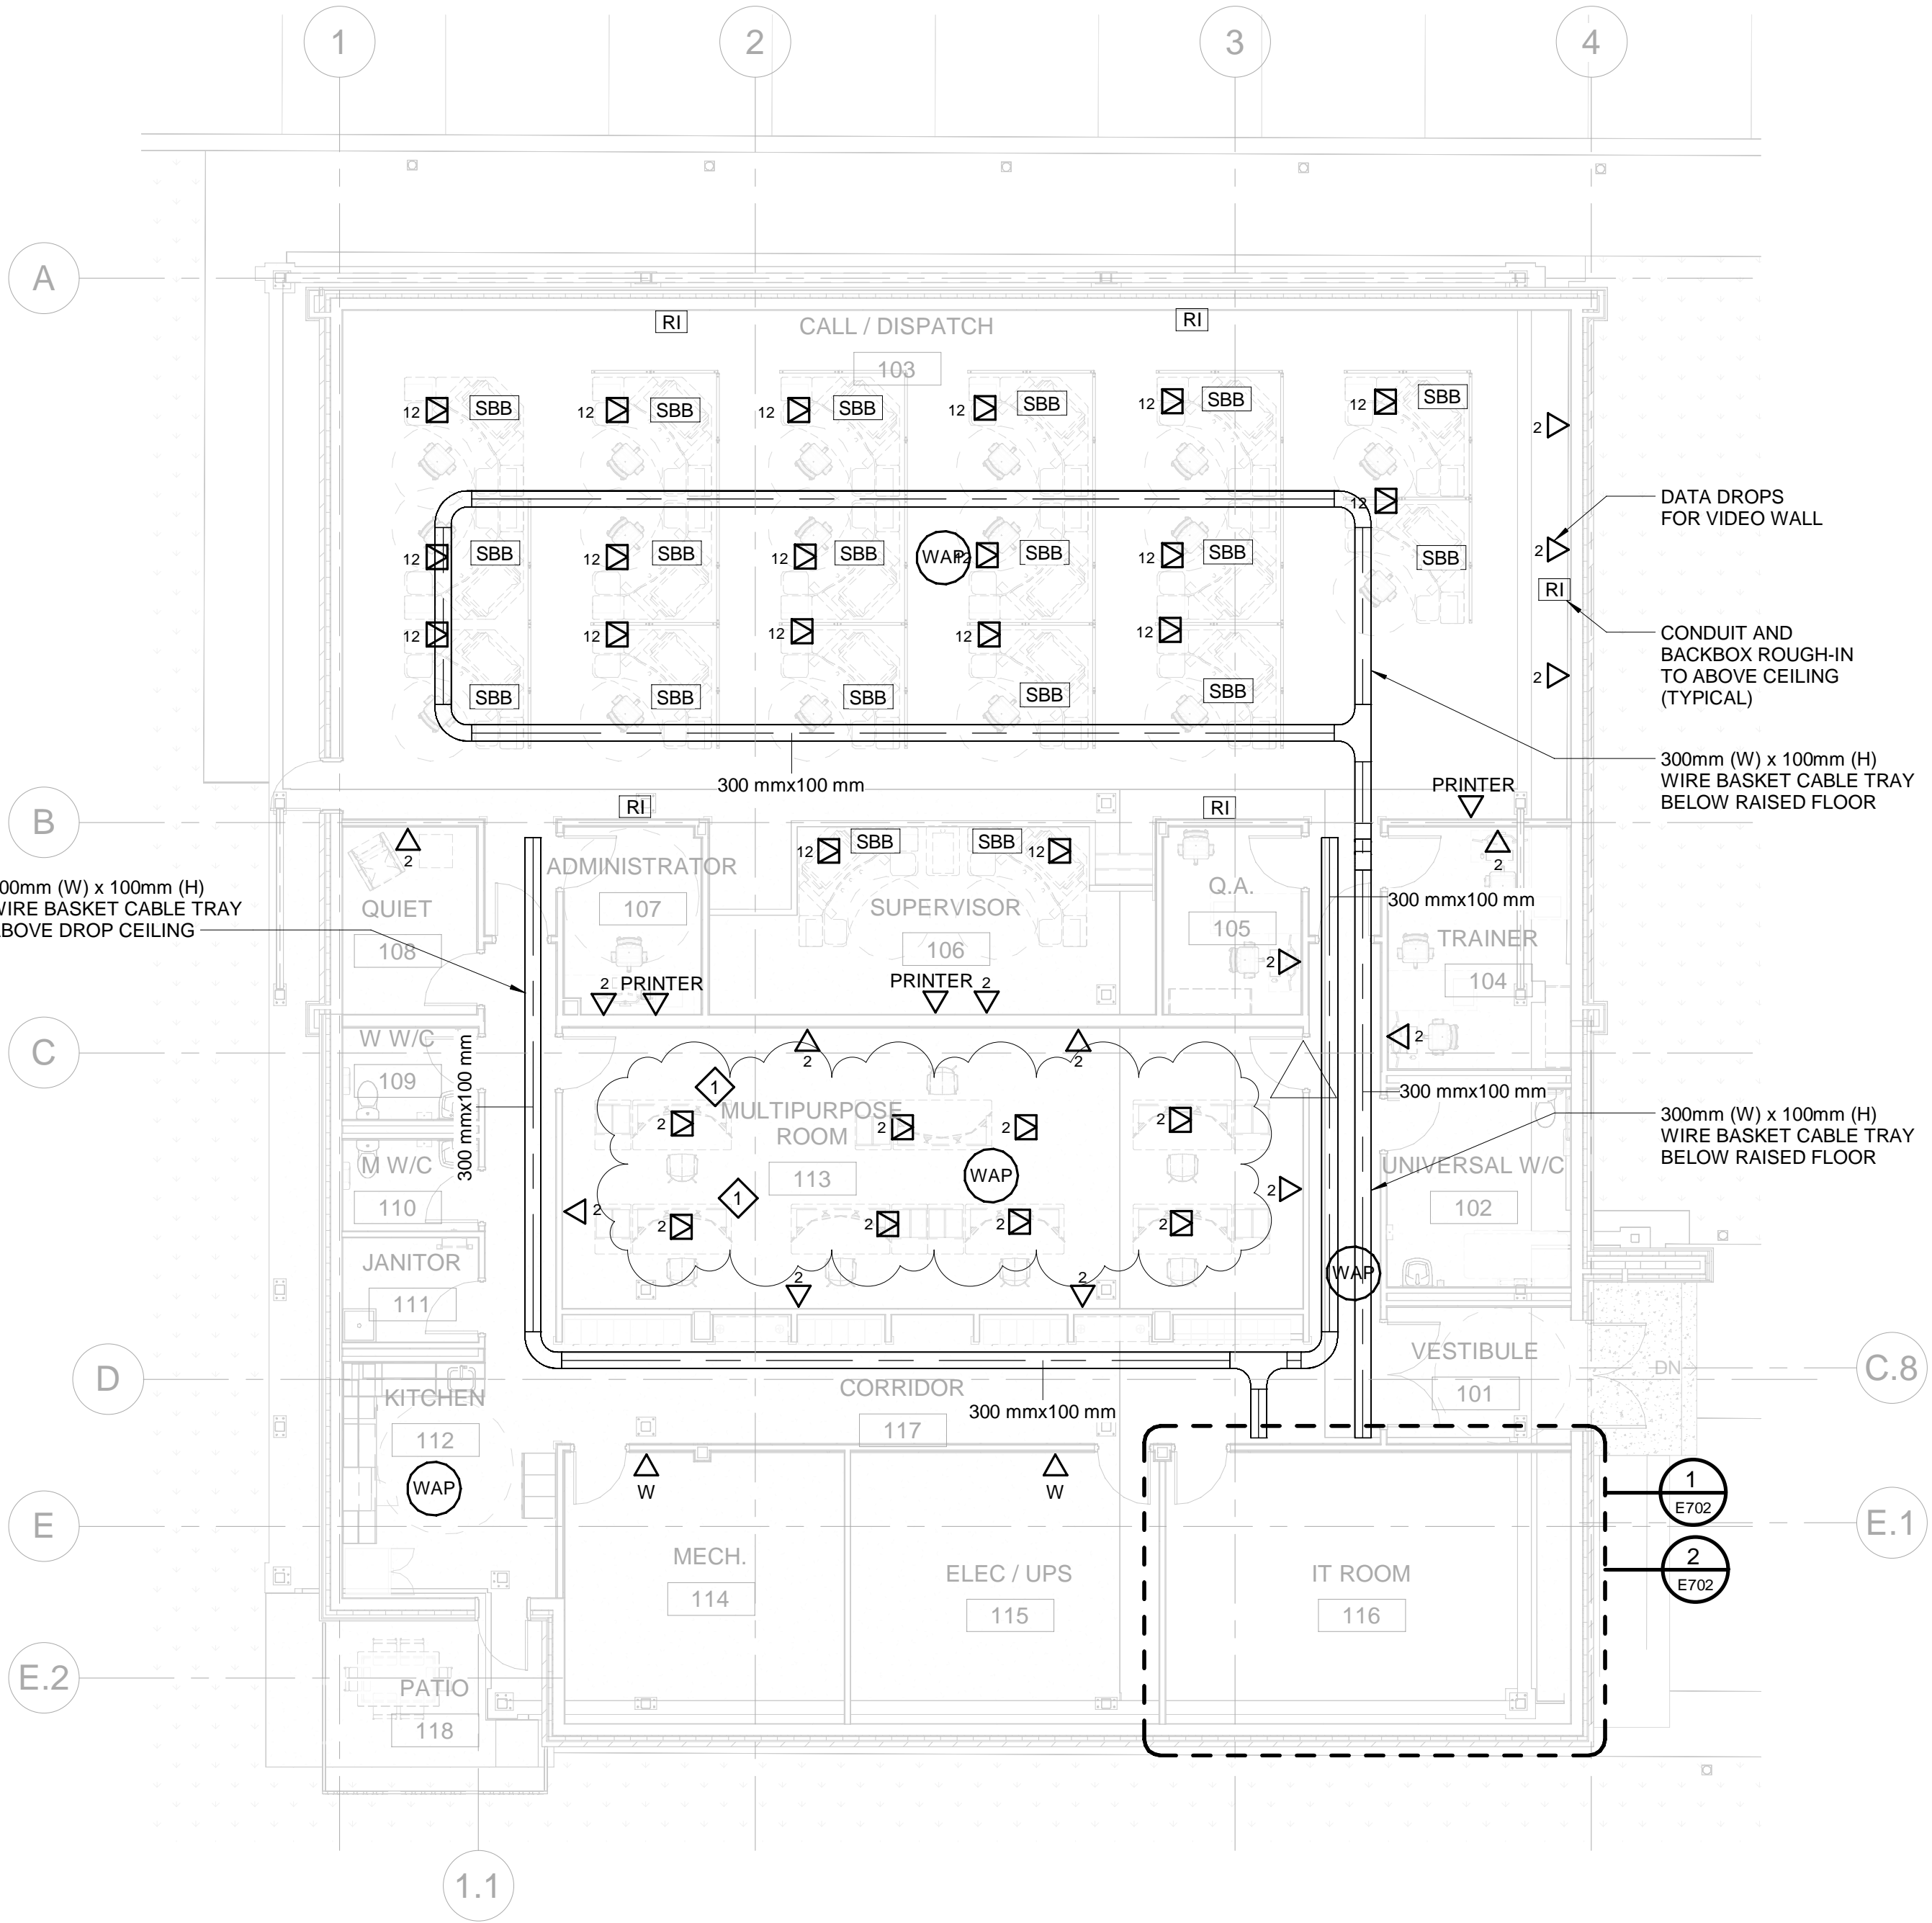 1
2
3
4
A
RI
CALL / DISPATCH
RI
103
12 SBB
12 SBB
12 SBB
12 SBB
12 SBB
12 SBB
2
12
DATA DROPS
FOR VIDEO WALL
12 SBB
12 SBB
12 SBB
WAP
12 SBB
12 SBB
SBB
2
RI
12
12
12
12
12
CONDUIT AND
BACKBOX ROUGH-IN
TO ABOVE CEILING
(TYPICAL)
2
SBB
SBB
SBB
SBB
SBB
300mm (W) x 100mm (H)
WIRE BASKET CABLE TRAY
BELOW RAISED FLOOR
300 mmx100 mm
PRINTER
RI
RI
B
2
12 SBB
SBB 12
2
ADMINISTRATOR
107
00mm (W) x 100mm (H)
WIRE BASKET CABLE TRAY
ABOVE DROP CEILING
QUIET
108
SUPERVISOR
106
Q.A.
105
300 mmx100 mm
TRAINER
104
2
2 PRINTER
PRINTER 2
C
W W/C
109
2
2
2
300 mmx100 mm
1
MULTIPURPOSE
ROOM
113
2
2
2
2
300 mmx100 mm
300mm (W) x 100mm (H)
WIRE BASKET CABLE TRAY
BELOW RAISED FLOOR
M W/C
110
WAP
UNIVERSAL W/C
102
1
2
2
2
2
2
2
JANITOR
111
WAP
2
2
D
VESTIBULE
101
DN
C.8
KITCHEN
112
CORRIDOR
117
300 mmx100 mm
WAP
W
W
1
E702
E
E.1
MECH.
114
ELEC / UPS
115
IT ROOM
116
2
E702
E.2
PATIO
118
1.1